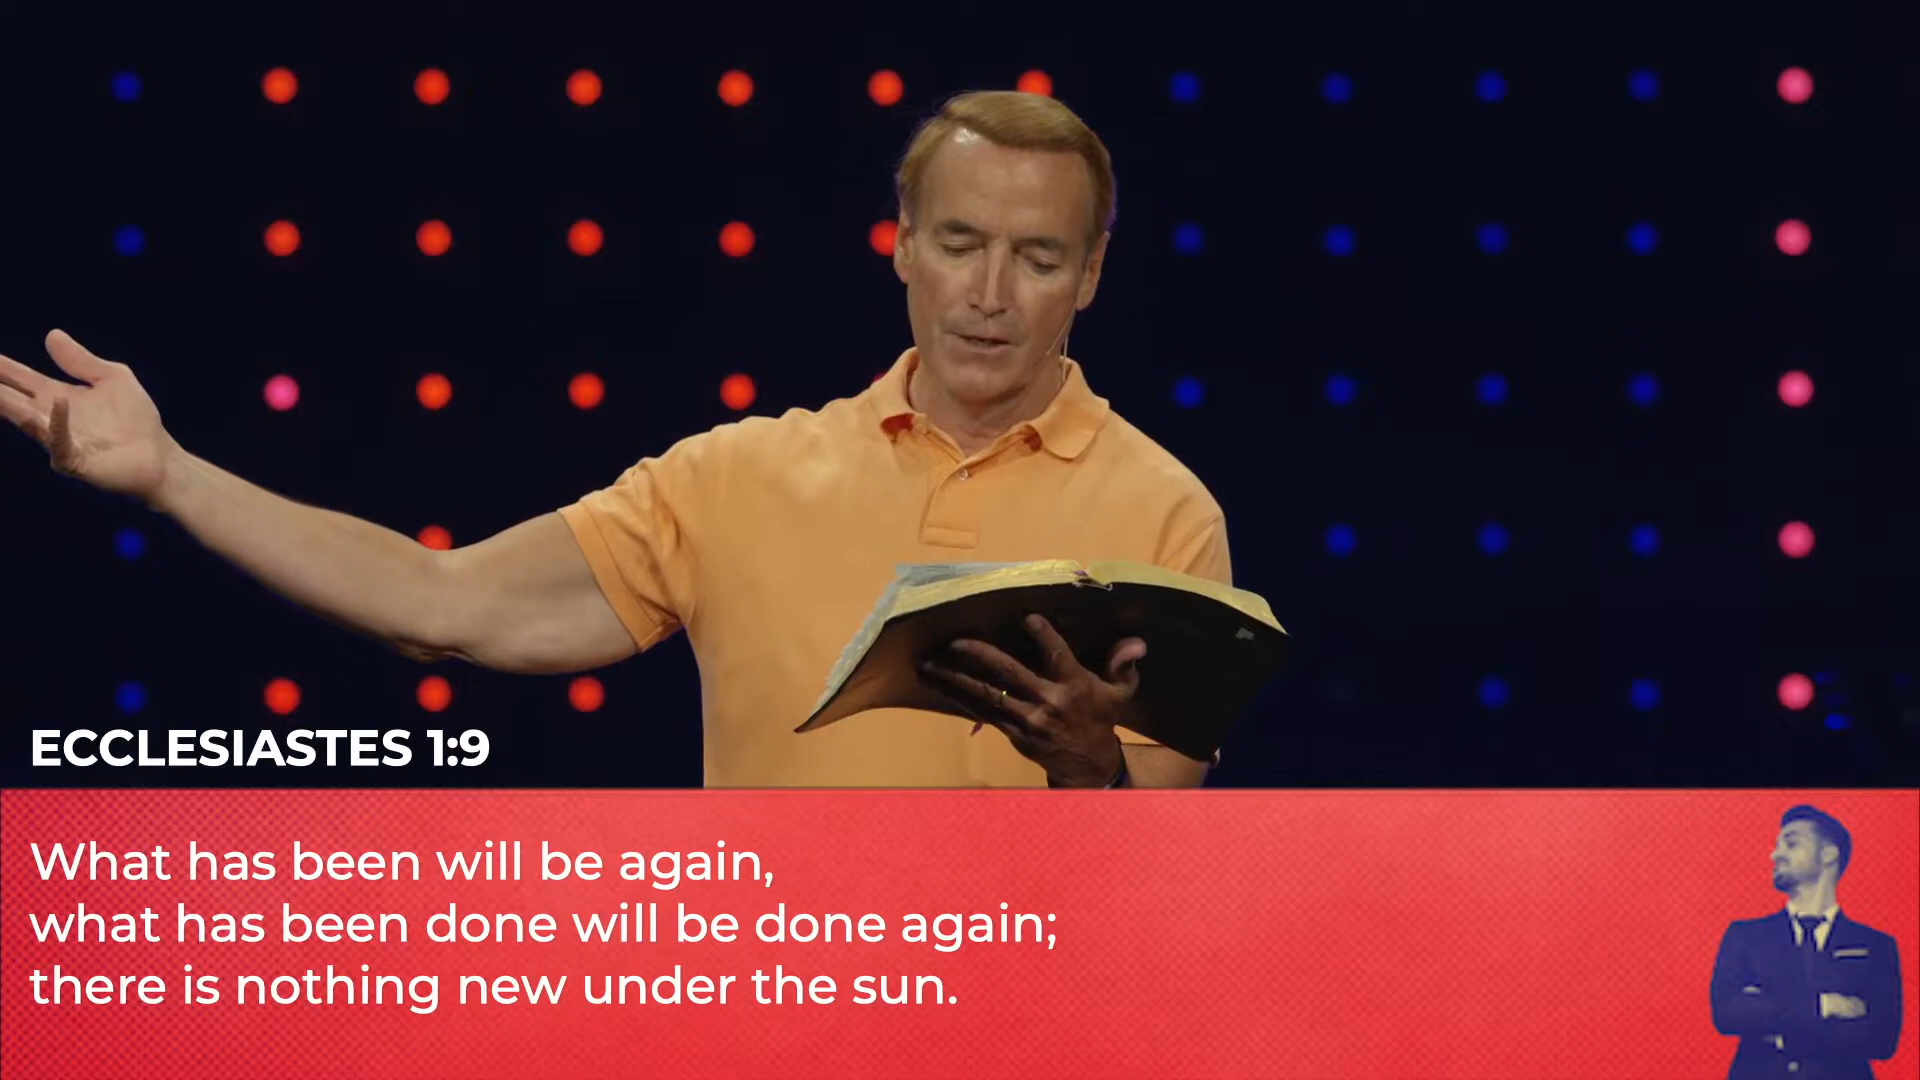 ECCLESIASTES 1:9
What has been will be again,
what has been done will be done again;
there is nothing new under the sun.